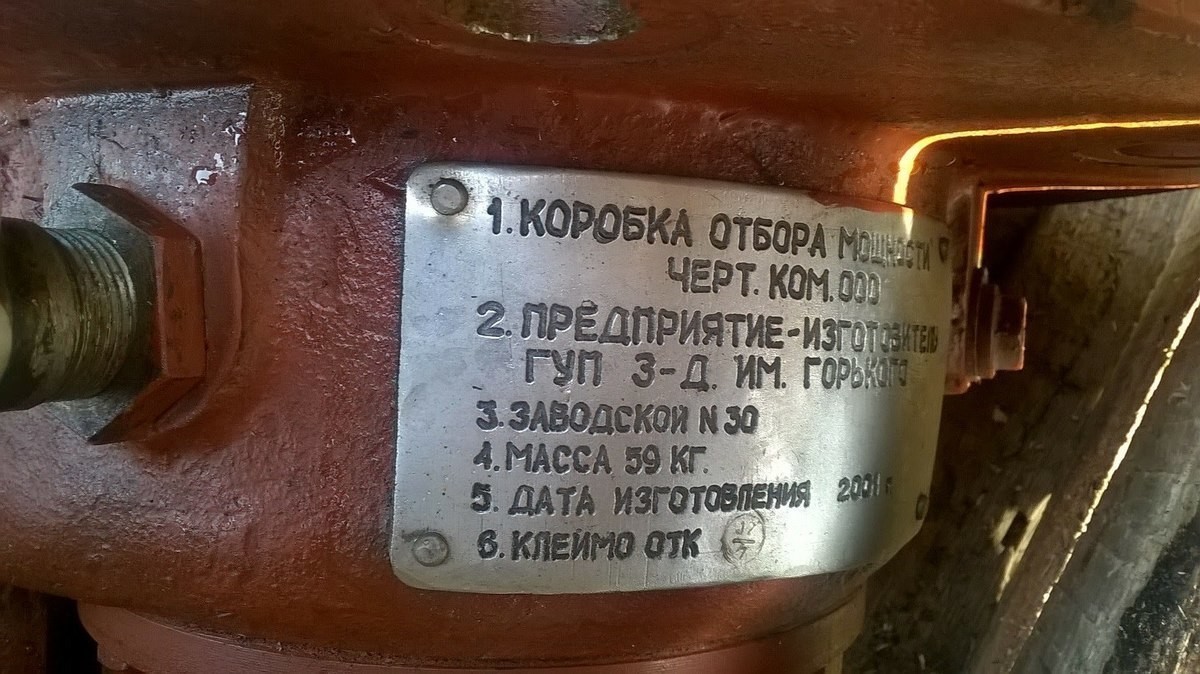 1. КОРОБКА ОТБОРА МОЩНОСТИ
ЧЕРТ. КОМ. 000
2. ПРЕДПРИЯТИЕ-ИЗГОТОВИТЕЛЬ
ГУП З-Д. ИМ. ГОРЬКОГО
3. ЗАВОДСКОЙ N 30
4. МАССА 59 КГ.
5. ДАТА ИЗГОТОВЛЕНИЯ 2001 г.
6. КЛЕЙМО ОТК